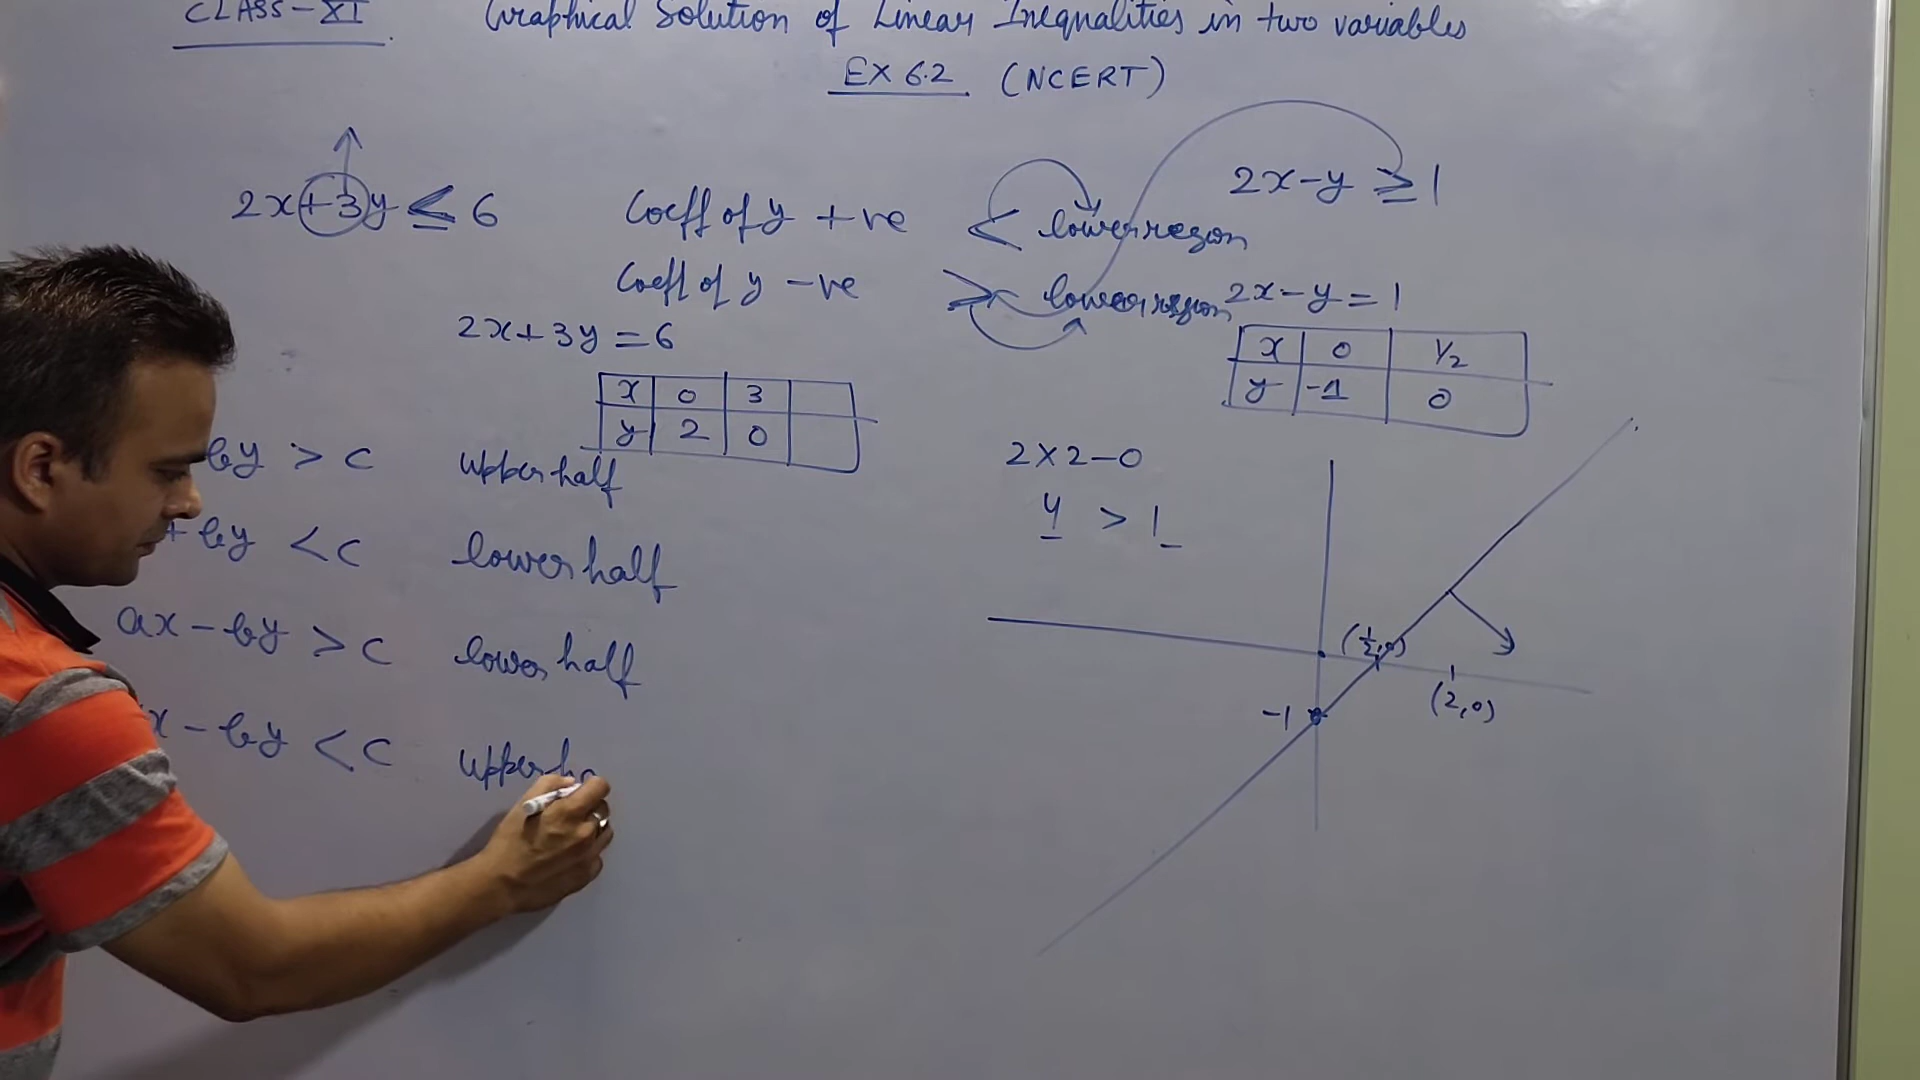 CLASS-XI
Graphical Solution of Linear Inequalities in two variables
EX 6.2 (NCERT)
2x+3y ≤ 6
Coeff of y +ve < lower region
Coeff of y -ve > lower region
2x+3y = 6
x 0 3
y 2 0
by > c upper half
+ by < c lower half
ax - by > c lower half
x - by < c upper ha
2x-y ≥ 1
2x-y = 1
x 0 1/2
y -1 0
2×2-0
4 > 1
(1/2,0)
(2,0)
-1